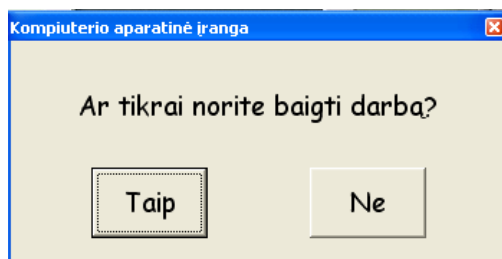 Kompiuterio aparatinė įranga
Ar tikrai norite baigti darbą?
Taip
Ne